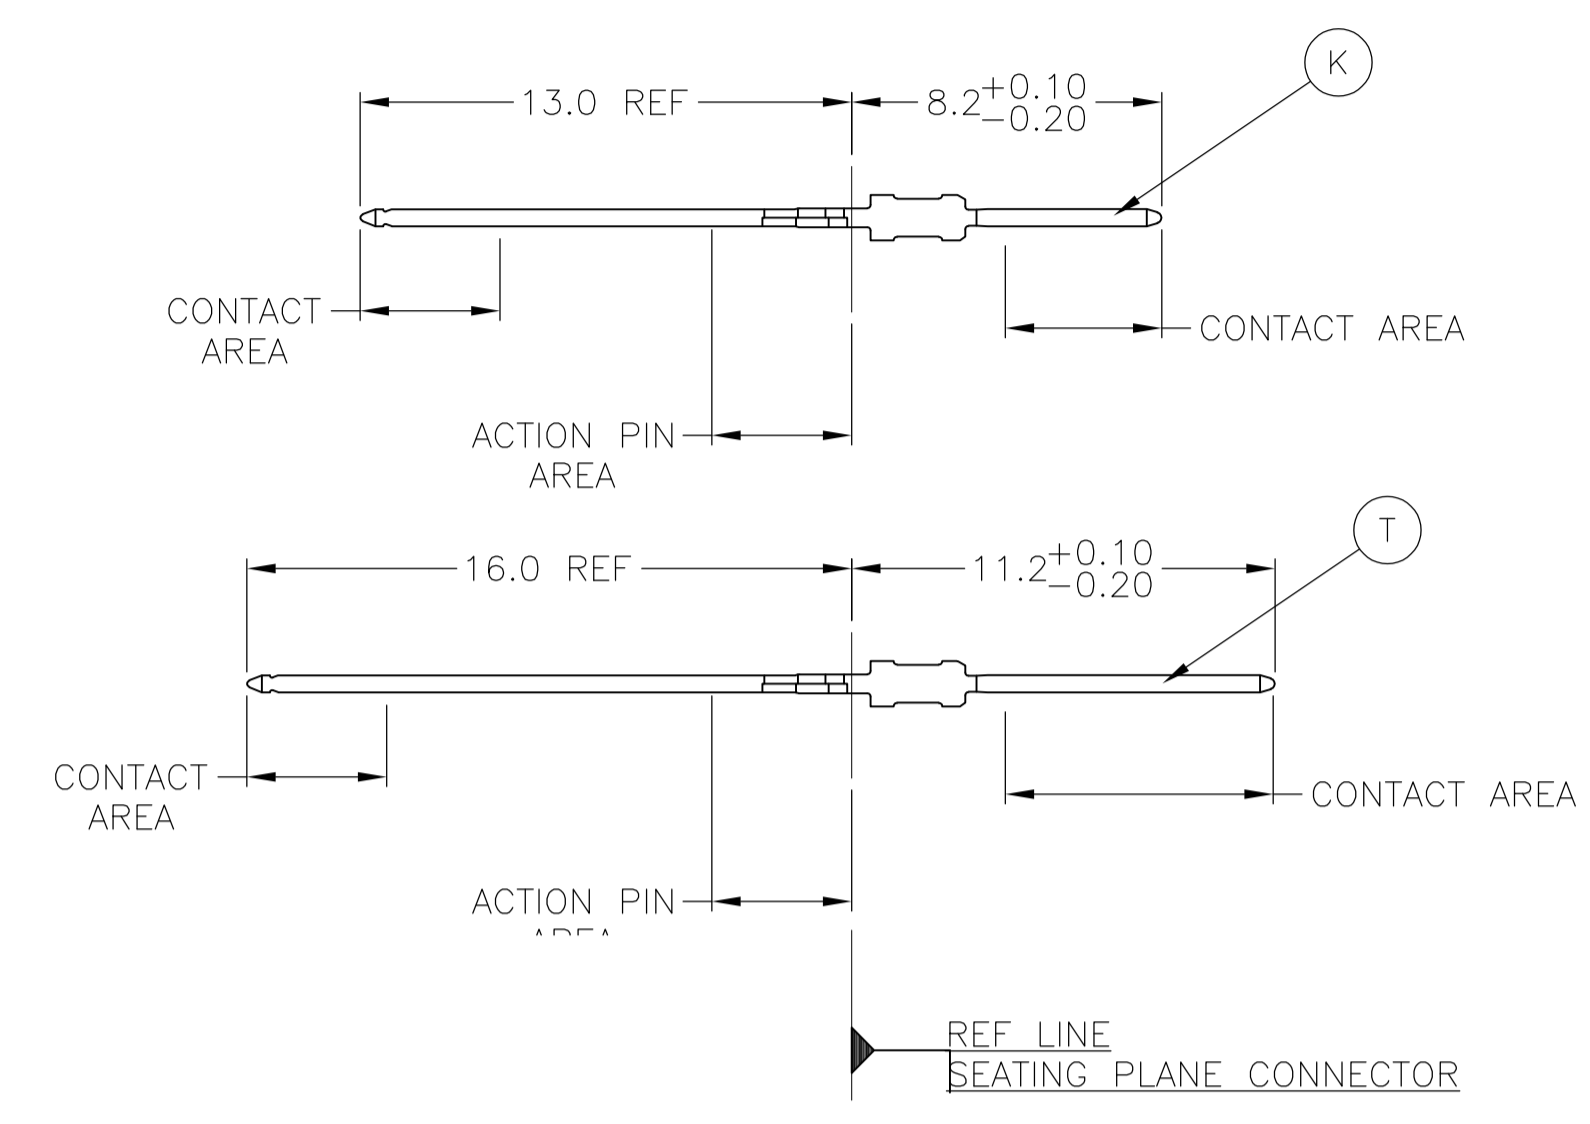 K
13.0 REF
8.2 +0.10
-0.20
CONTACT
AREA
CONTACT AREA
ACTION PIN
AREA
T
16.0 REF
11.2 +0.10
-0.20
CONTACT
AREA
CONTACT AREA
ACTION PIN
REF LINE
SEATING PLANE CONNECTOR